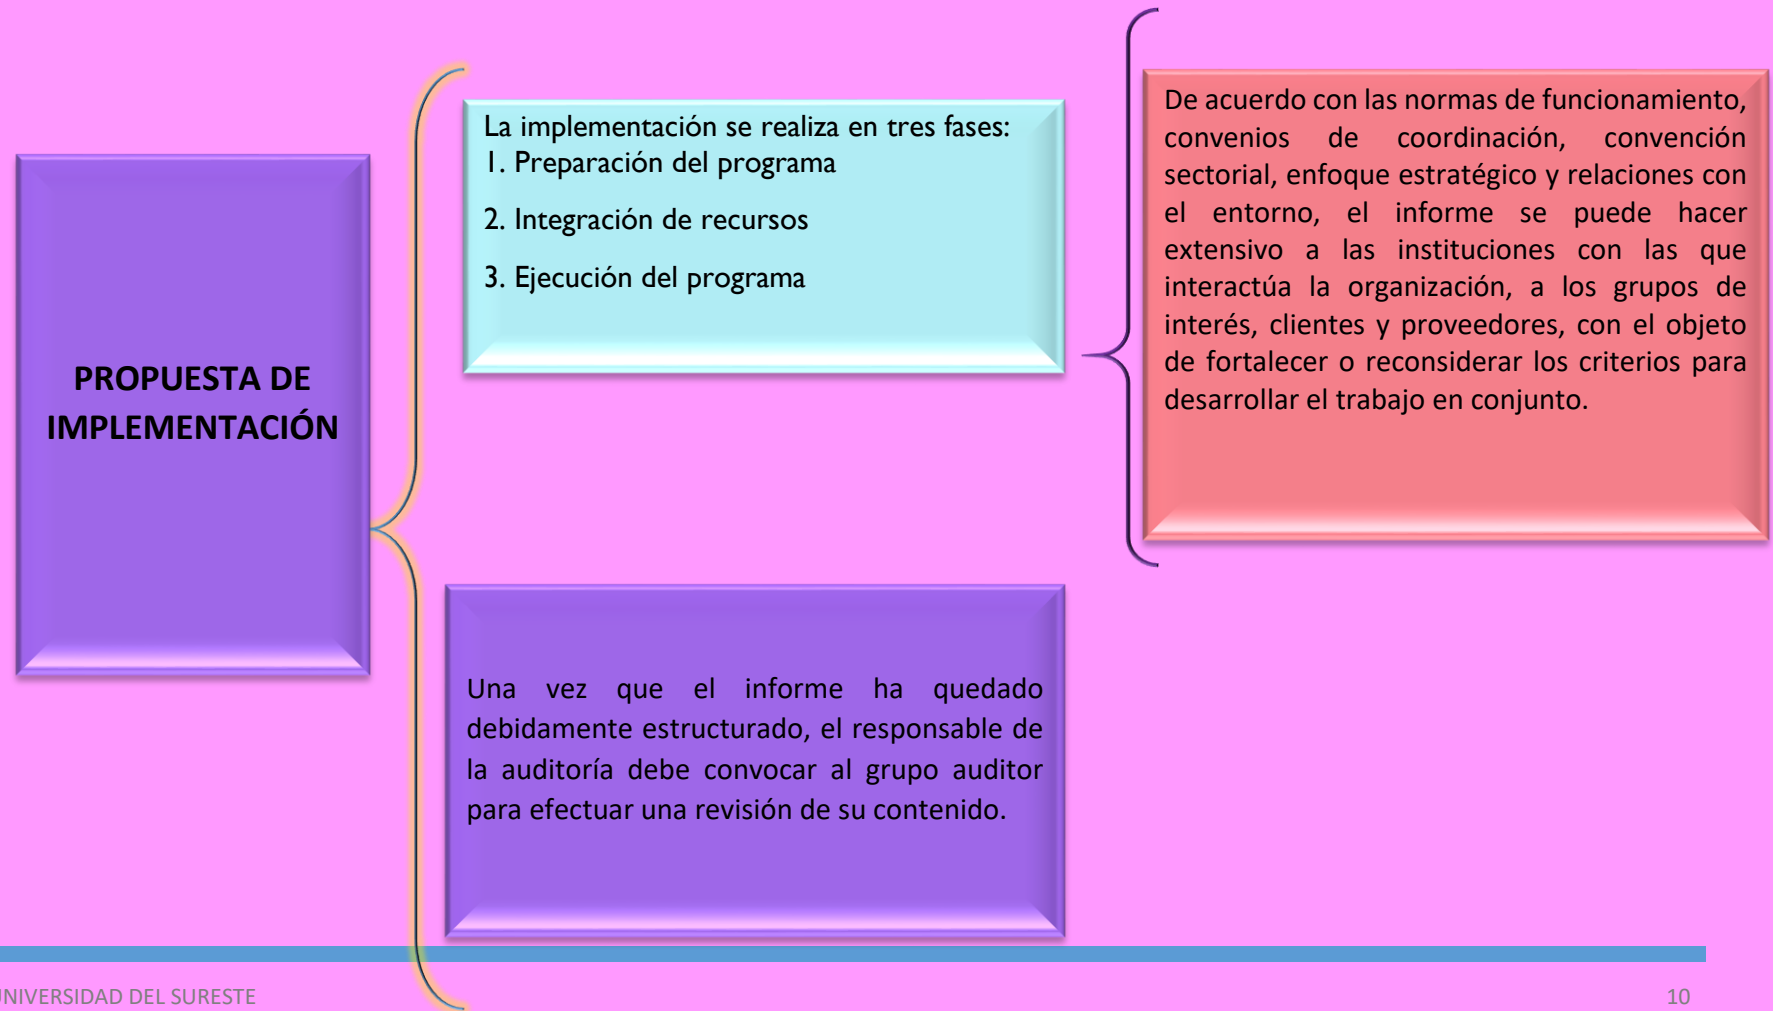 PROPUESTA DE
IMPLEMENTACIÓN
La implementación se realiza en tres fases:
1. Preparación del programa
2. Integración de recursos
3. Ejecución del programa
De acuerdo con las normas de funcionamiento,
convenios de coordinación, convención
sectorial, enfoque estratégico y relaciones con
el entorno, el informe se puede hacer
extensivo a las instituciones con las que
interactúa la organización, a los grupos de
interés, clientes y proveedores, con el objeto
de fortalecer o reconsiderar los criterios para
desarrollar el trabajo en conjunto.
Una vez que el informe ha quedado
debidamente estructurado, el responsable de
la auditoría debe convocar al grupo auditor
para efectuar una revisión de su contenido.
UNIVERSIDAD DEL SURESTE
10